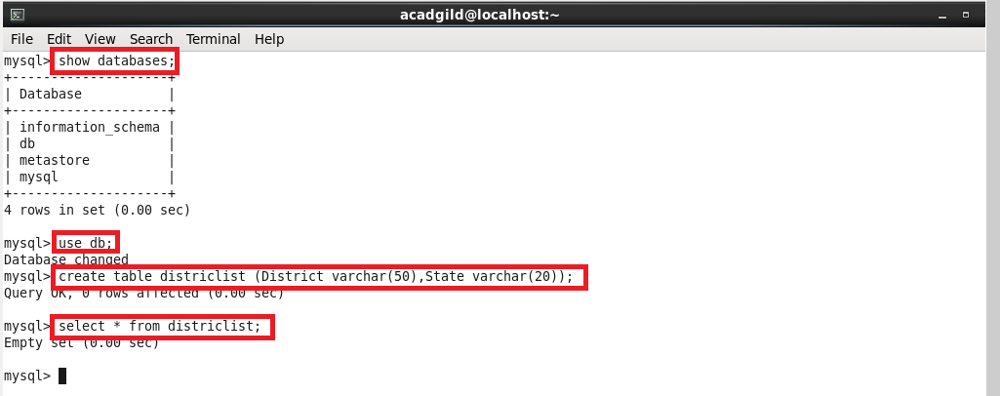 acadgild@localhost:~
File Edit View Search Terminal Help
mysql> show databases;
+--------------------+
| Database           |
+--------------------+
| information_schema |
| db                 |
| metastore          |
| mysql              |
+--------------------+
4 rows in set (0.00 sec)
mysql> use db;
Database changed
mysql> create table districlist (District varchar(50),State varchar(20));
Query OK, 0 rows affected (0.00 sec)
mysql> select * from districlist;
Empty set (0.00 sec)
mysql>